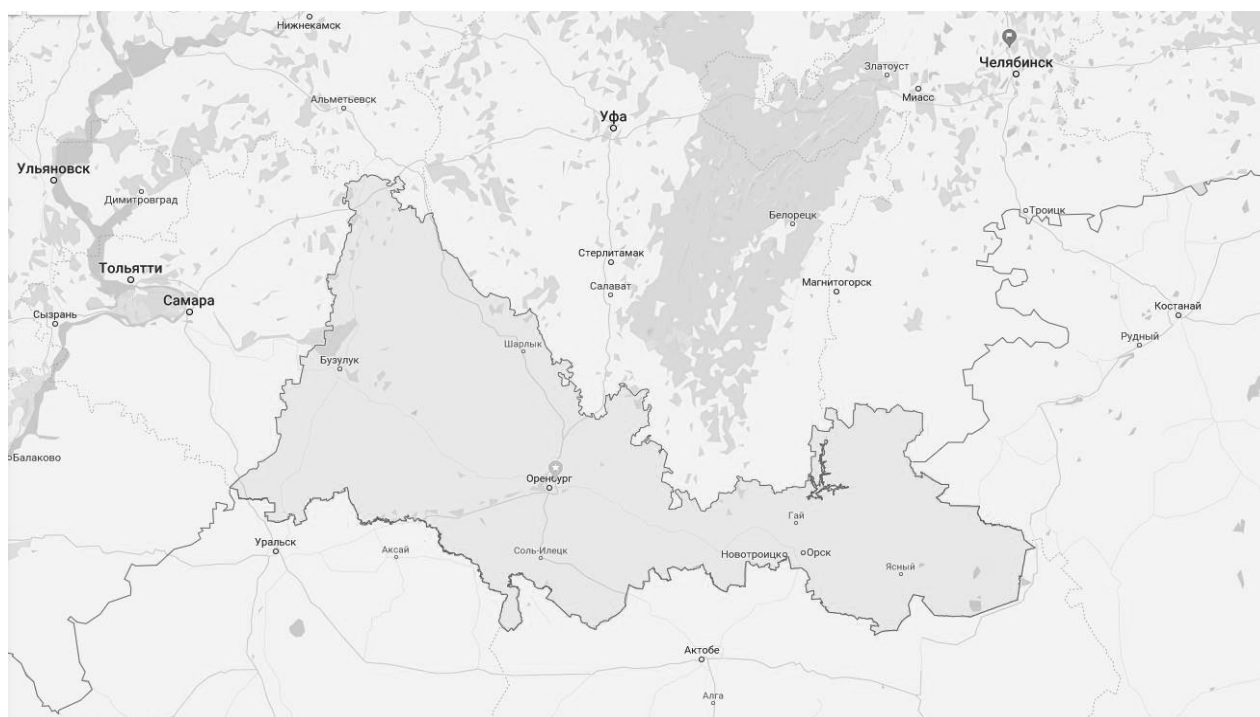 Нижнекамск
Златоуст
Челябинск
Миасс
Альметьевск
Уфа
Ульяновск
Димитровград
Белорецк
Троицк
Стерлитамак
Тольятти
Салават
Магнитогорск
Самара
Сызрань
Костанай
Рудный
Шарлык
Бузулук
Балаково
Оренбург
Гай
Уральск
Аксай
Соль-Илецк
Новотроицк
Орск
Ясный
Актобе
Алга